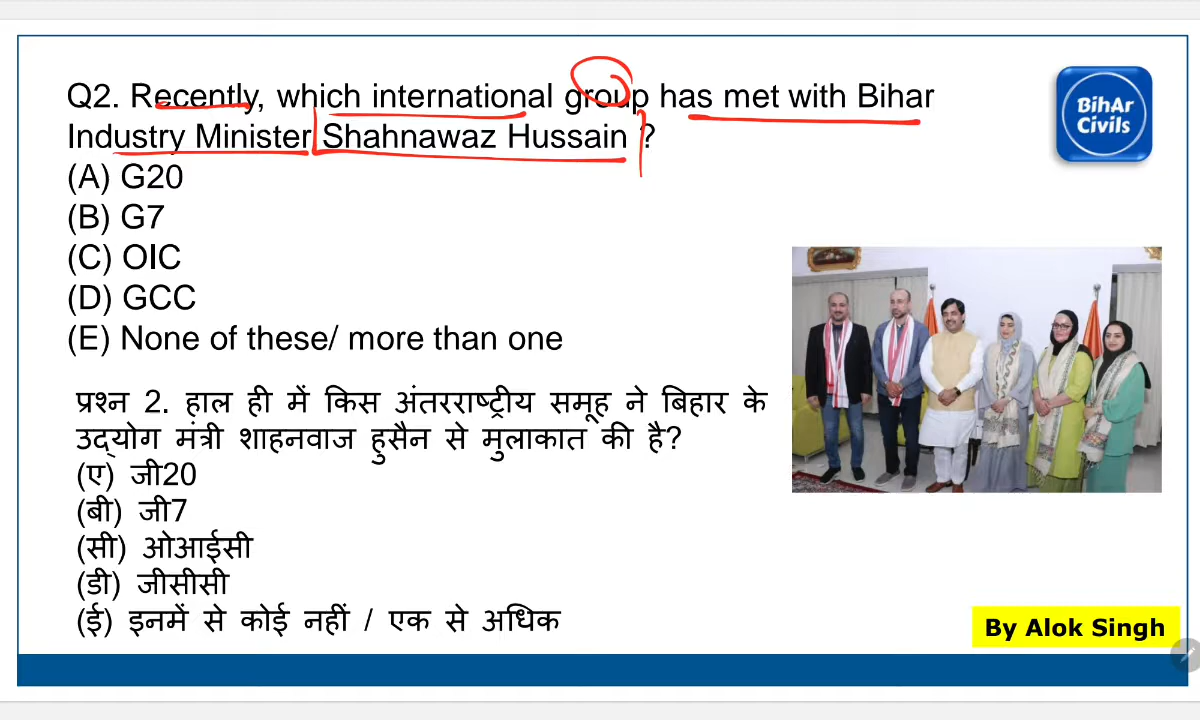 Q2. Recently, which international group has met with Bihar
Industry Minister Shahnawaz Hussain ?
(A) G20
(B) G7
(C) OIC
(D) GCC
(E) None of these/ more than one
प्रश्न 2. हाल ही में किस अंतरराष्ट्रीय समूह ने बिहार के
उद्योग मंत्री शाहनवाज हुसैन से मुलाकात की है?
(ए) जी20
(बी) जी7
(सी) ओआईसी
(डी) जीसीसी
(ई) इनमें से कोई नहीं / एक से अधिक
BihAr
Civils
By Alok Singh